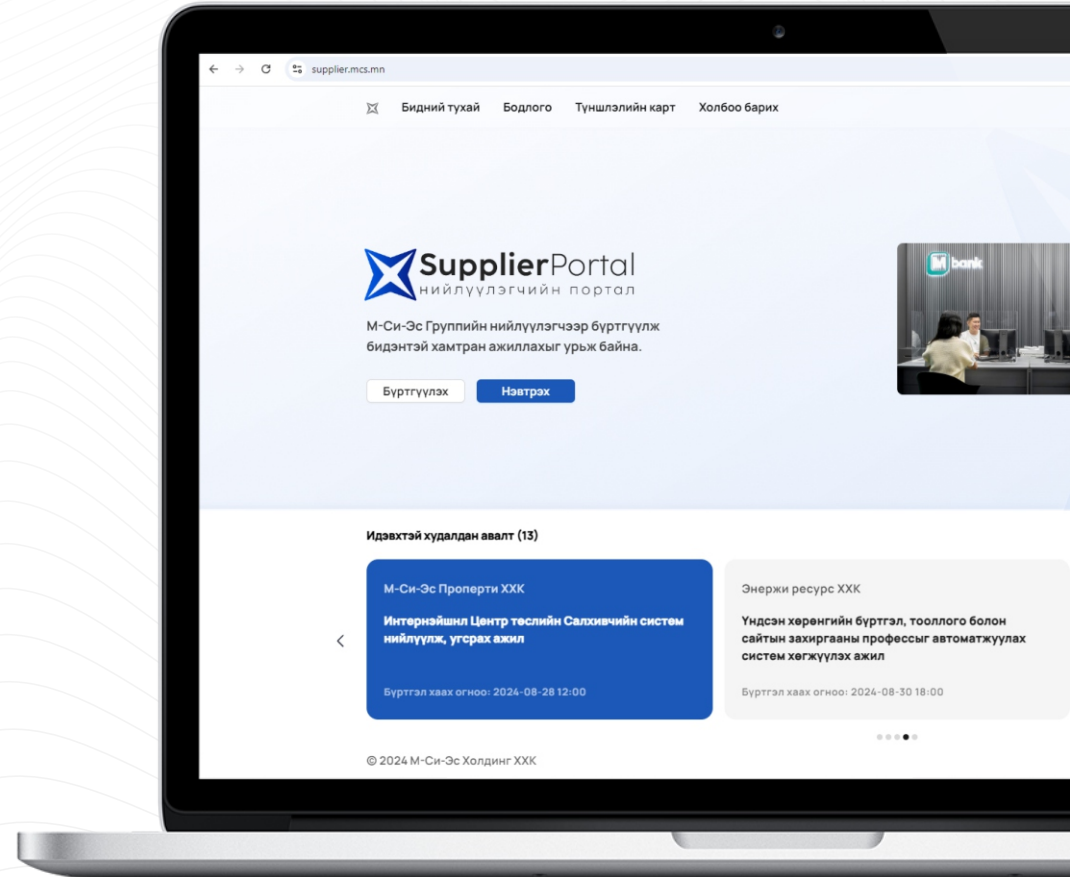 supplier.mcs.mn
Бидний тухай Бодлого Түншлэлийн карт Холбоо барих
SupplierPortal
нийлүүлэгчийн портал
M bank
М-Си-Эс Группийн нийлүүлэгчээр бүртгүүлж
бидэнтэй хамтран ажиллахыг урьж байна.
Бүртгүүлэх Нэвтрэх
Идэвхтэй худалдан авалт (13)
М-Си-Эс Проперти ХХК
Интернэйшнл Центр төслийн Салхивчийн систем
нийлүүлж, угсрах ажил
Бүртгэл хаах огноо: 2024-08-28 12:00
Энержи ресурс ХХК
Үндсэн хөрөнгийн бүртгэл, тооллого болон
сайтын захиргааны профессыг автоматжуулах
систем хөгжүүлэх ажил
Бүртгэл хаах огноо: 2024-08-30 18:00
© 2024 М-Си-Эс Холдинг ХХК